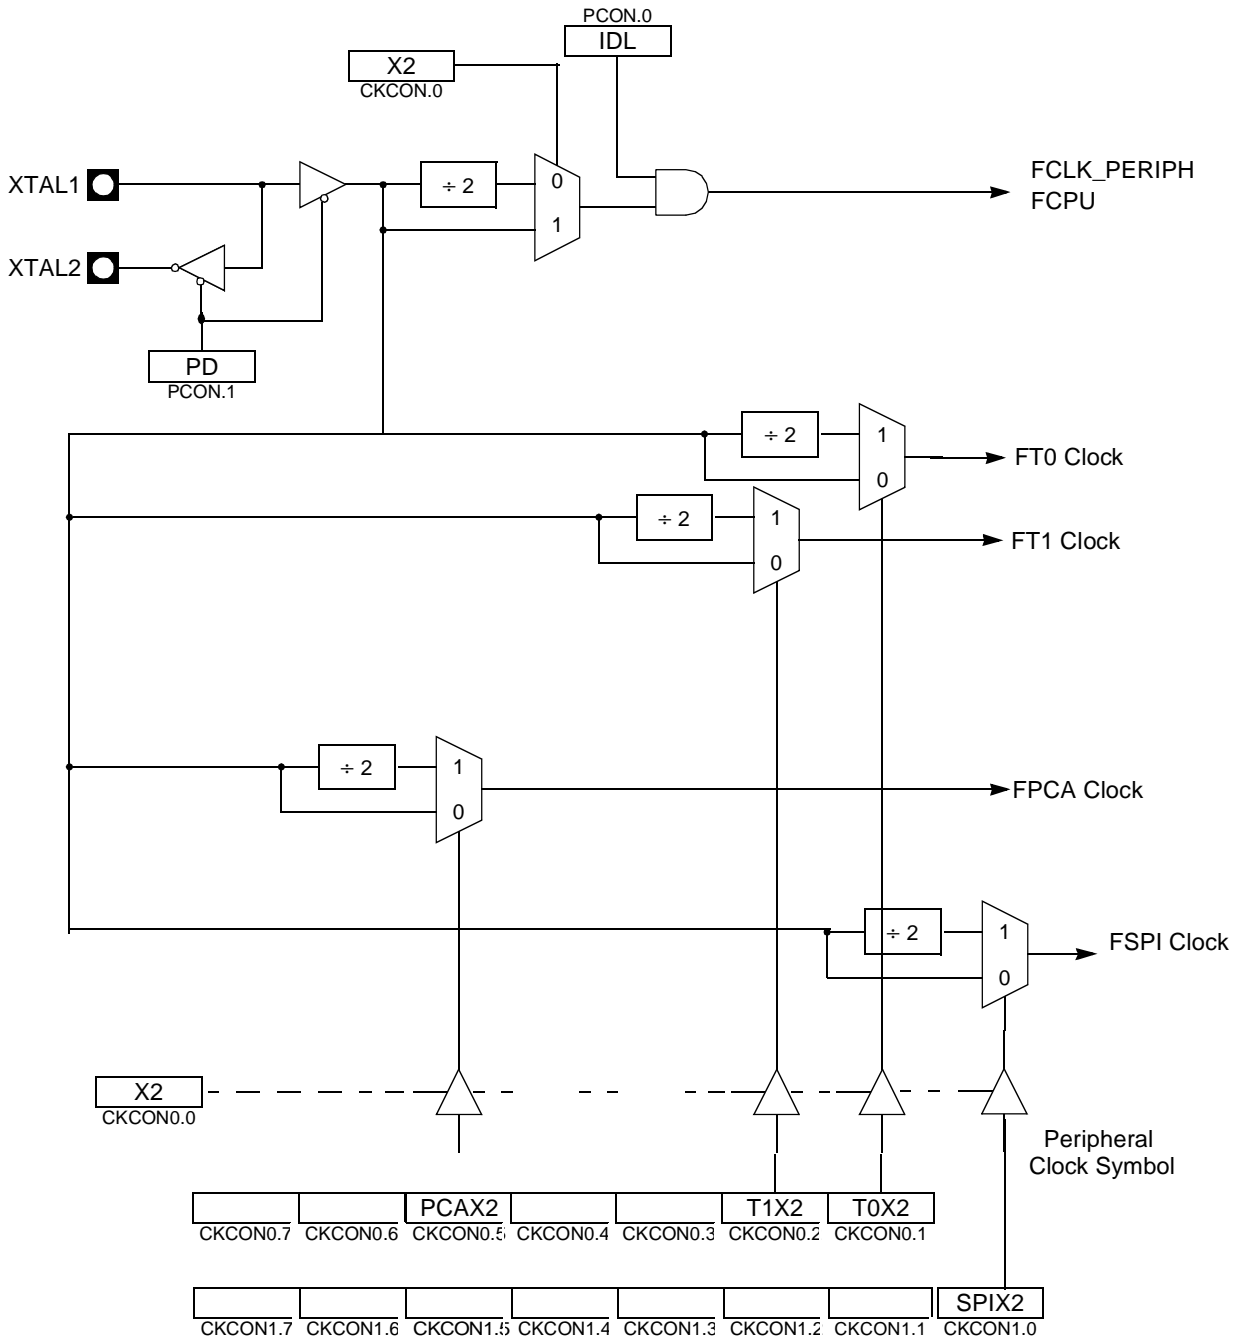 PCON.0
IDL
X2
CKCON.0
XTAL1
÷ 2
0
1
FCLK_PERIPH
FCPU
XTAL2
PD
PCON.1
÷ 2
1
0
FT0 Clock
÷ 2
1
0
FT1 Clock
÷ 2
1
0
FPCA Clock
÷ 2
1
0
FSPI Clock
X2
CKCON0.0
Peripheral
Clock Symbol
PCAX2
T1X2
T0X2
CKCON0.7
CKCON0.6
CKCON0.5
CKCON0.4
CKCON0.3
CKCON0.2
CKCON0.1
SPIX2
CKCON1.7
CKCON1.6
CKCON1.5
CKCON1.4
CKCON1.3
CKCON1.2
CKCON1.1
CKCON1.0